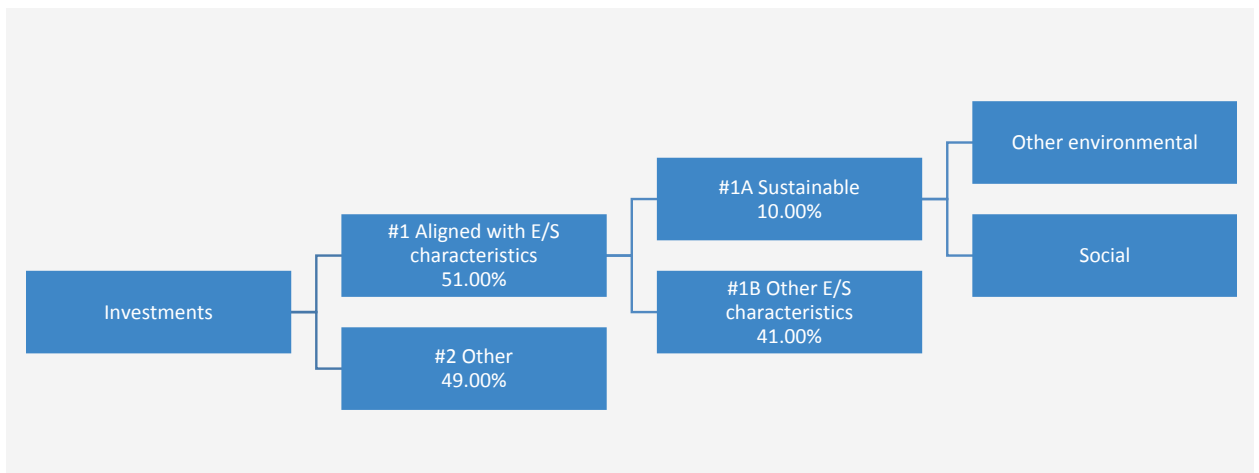 Investments
#1 Aligned with E/S
characteristics
51.00%
#2 Other
49.00%
#1A Sustainable
10.00%
#1B Other E/S
characteristics
41.00%
Other environmental
Social